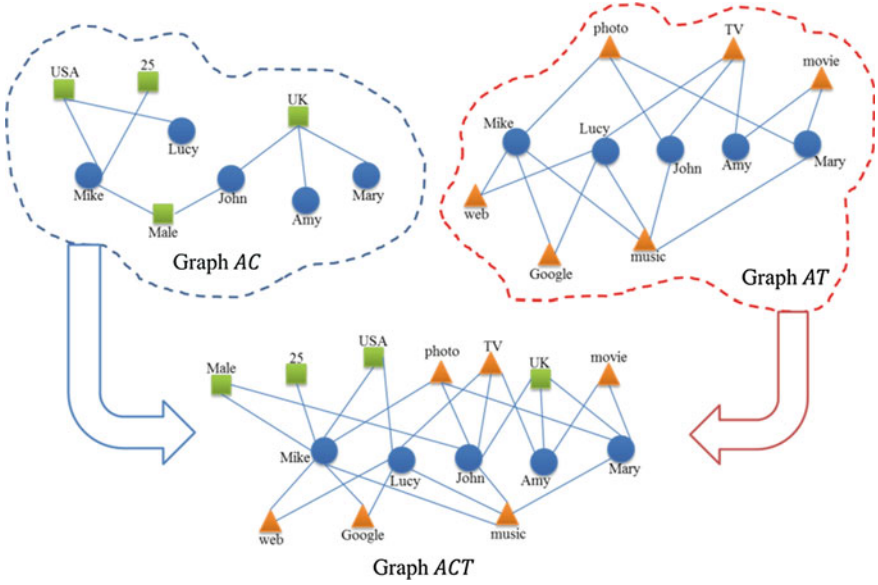 USA
25
Lucy
UK
Mike
John
Amy
Mary
Male
Graph AC
photo
TV
movie
Mike
Lucy
John
Amy
Mary
web
Google
music
Graph AT
Male
25
USA
photo
TV
UK
movie
Mike
Lucy
John
Amy
Mary
web
Google
music
Graph ACT